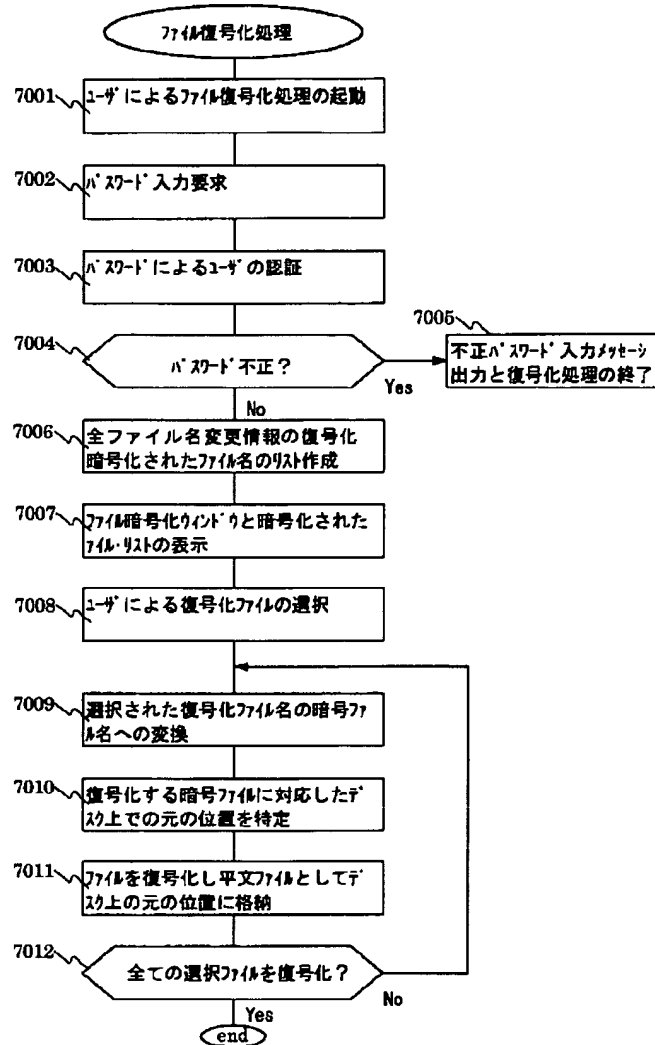 ファイル復号化処理
7001
ユーザによるファイル復号化処理の起動
7002
パスワード入力要求
7003
パスワードによるユーザの認証
7004
パスワード不正?
Yes
No
7005
不正パスワード入力メッセージ
出力と復号化処理の終了
7006
全ファイル名変更情報の復号化
暗号化されたファイル名のリスト作成
7007
ファイル暗号化ウィンドウと暗号化された
ァイル・リストの表示
7008
ユーザによる復号化ファイルの選択
7009
選択された復号化ファイル名の暗号ファ
ル名への変換
7010
復号化する暗号ファイルに対応したデ
スク上での元の位置を特定
7011
ファイルを復号化し平文ファイルとしてデ
スク上の元の位置に格納
7012
全ての選択ファイルを復号化?
No
Yes
end